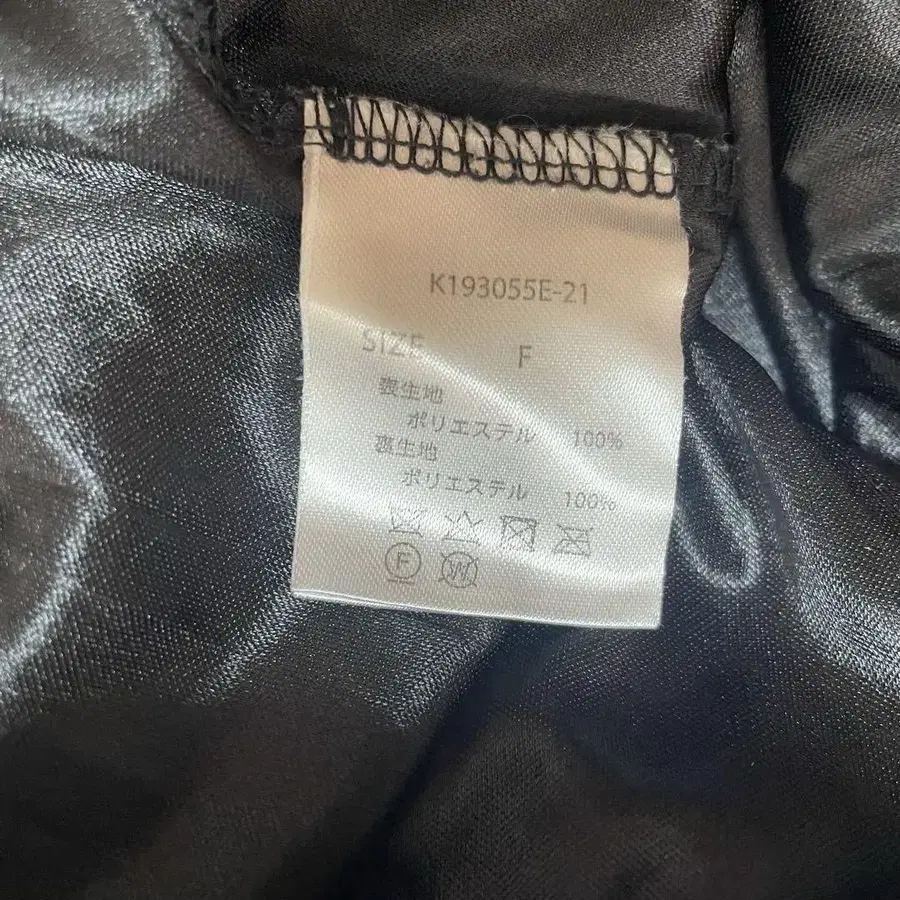 K193055E-21
SIZE F
表生地
ポリエステル 100%
裏生地
ポリエステル 100%
F W